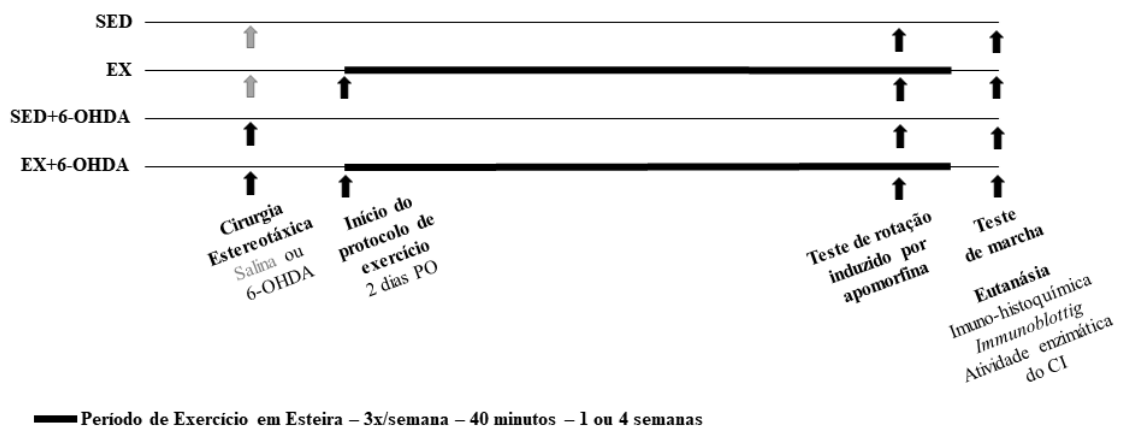 SED
EX
SED+6-OHDA
EX+6-OHDA
Cirurgia
Estereotáxica
Salina ou
6-OHDA
Início do
protocolo de
exercício
2 dias PO
Teste de rotação
induzido por
apomorfina
Teste
de marcha
Eutanásia
Imuno-histoquímica
Immunoblottig
Atividade enzimática
do CI
Período de Exercício em Esteira – 3x/semana – 40 minutos – 1 ou 4 semanas